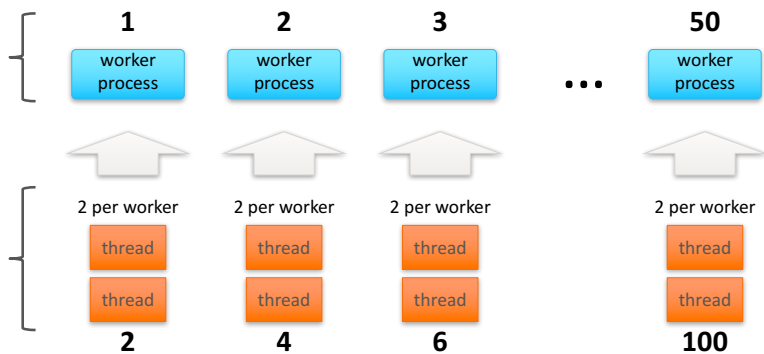 1 2 3 50
worker worker worker worker
process process process ... process
2 per worker 2 per worker 2 per worker 2 per worker
thread thread thread thread
thread thread thread thread
2 4 6 100